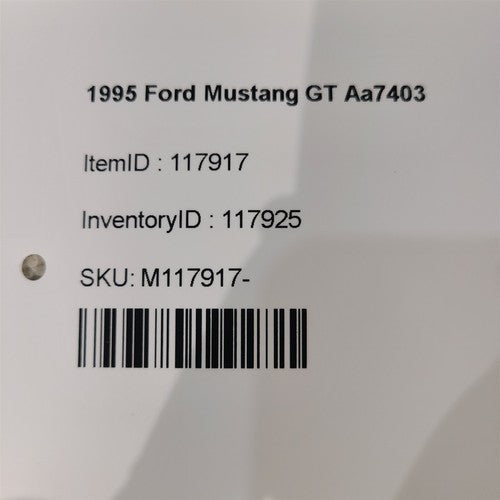 1995 Ford Mustang GT Aa7403
ItemID : 117917
InventoryID : 117925
SKU: M117917-